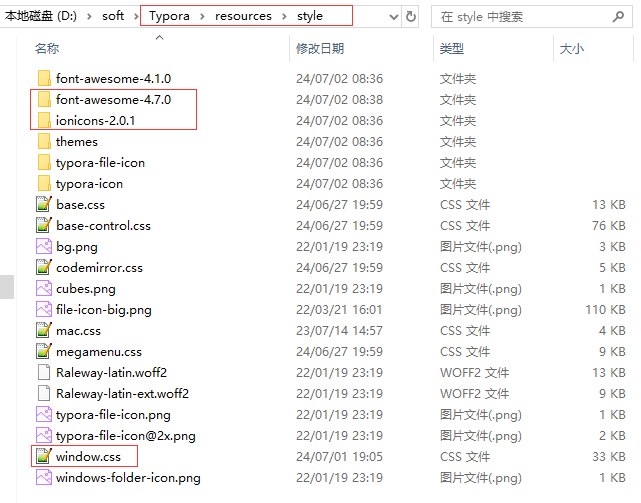 本地磁盘 (D:) › soft › Typora › resources › style 在 style 中搜索
名称 修改日期 类型 大小
font-awesome-4.1.0 24/07/02 08:36 文件夹
font-awesome-4.7.0 24/07/02 08:38 文件夹
ionicons-2.0.1 24/07/02 08:36 文件夹
themes 24/07/02 08:36 文件夹
typora-file-icon 24/07/02 08:36 文件夹
typora-icon 24/07/02 08:36 文件夹
base.css 24/06/27 19:59 CSS 文件 13 KB
base-control.css 24/06/27 19:59 CSS 文件 76 KB
bg.png 22/01/19 23:19 图片文件(.png) 3 KB
codemirror.css 24/06/27 19:59 CSS 文件 5 KB
cubes.png 22/01/19 23:19 图片文件(.png) 1 KB
file-icon-big.png 22/03/21 16:01 图片文件(.png) 110 KB
mac.css 23/07/14 14:57 CSS 文件 4 KB
megamenu.css 24/06/27 19:59 CSS 文件 9 KB
Raleway-latin.woff2 22/01/19 23:19 WOFF2 文件 13 KB
Raleway-latin-ext.woff2 22/01/19 23:19 WOFF2 文件 9 KB
typora-file-icon.png 22/01/19 23:19 图片文件(.png) 1 KB
typora-file-icon@2x.png 22/01/19 23:19 图片文件(.png) 2 KB
window.css 24/07/01 19:05 CSS 文件 33 KB
windows-folder-icon.png 22/01/19 23:19 图片文件(.png) 1 KB